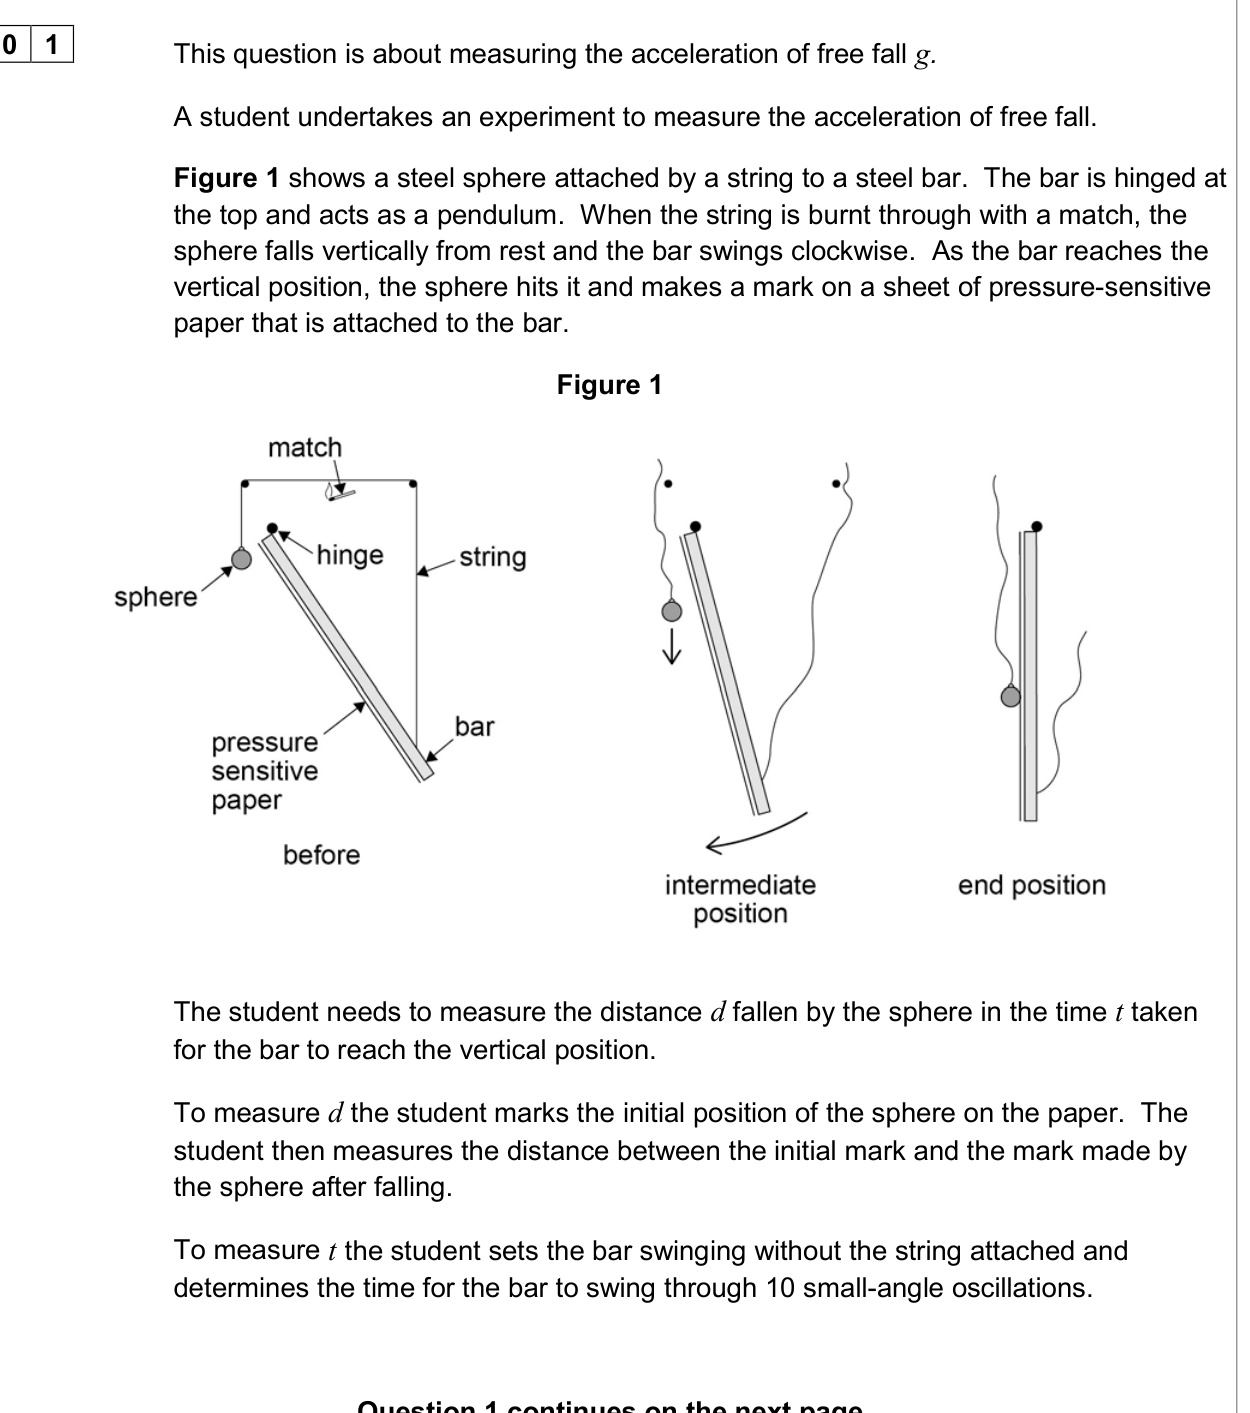 0 1
This question is about measuring the acceleration of free fall g.
A student undertakes an experiment to measure the acceleration of free fall.
Figure 1 shows a steel sphere attached by a string to a steel bar. The bar is hinged at
the top and acts as a pendulum. When the string is burnt through with a match, the
sphere falls vertically from rest and the bar swings clockwise. As the bar reaches the
vertical position, the sphere hits it and makes a mark on a sheet of pressure-sensitive
paper that is attached to the bar.
Figure 1
match
hinge
string
sphere
bar
pressure
sensitive
paper
before
intermediate
position
end position
The student needs to measure the distance d fallen by the sphere in the time t taken
for the bar to reach the vertical position.
To measure d the student marks the initial position of the sphere on the paper. The
student then measures the distance between the initial mark and the mark made by
the sphere after falling.
To measure t the student sets the bar swinging without the string attached and
determines the time for the bar to swing through 10 small-angle oscillations.
Question 1 continues on the next page